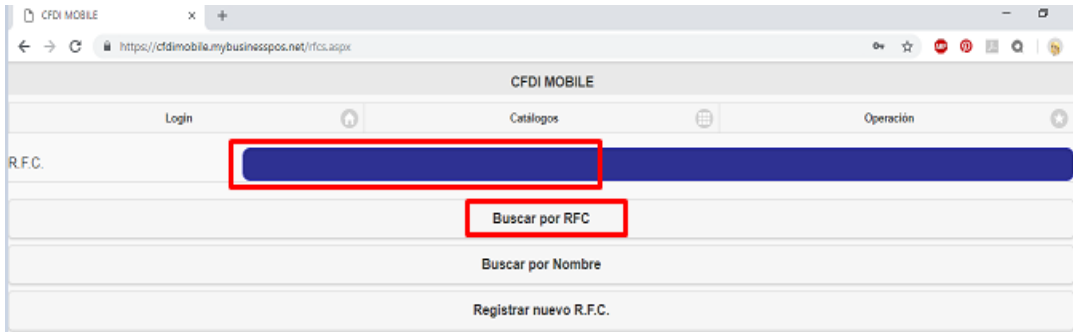 CFDI MOBILE
https://cfdimobile.mybusinesspos.net/rfcs.aspx
CFDI MOBILE
Login Catálogos Operación
R.F.C.
Buscar por RFC
Buscar por Nombre
Registrar nuevo R.F.C.